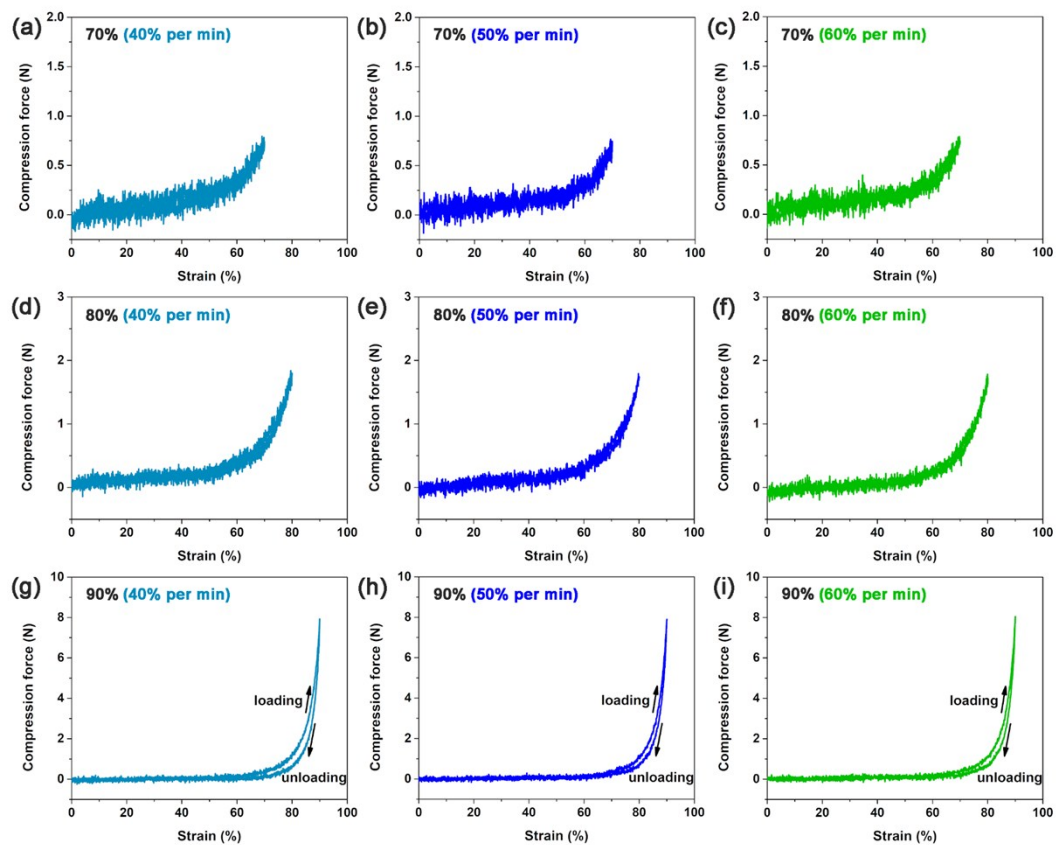 (a)
70% (40% per min)
Compression force (N)
2.0
1.5
1.0
0.5
0.0
0 20 40 60 80 100
Strain (%)
(b)
70% (50% per min)
Compression force (N)
2.0
1.5
1.0
0.5
0.0
0 20 40 60 80 100
Strain (%)
(c)
70% (60% per min)
Compression force (N)
2.0
1.5
1.0
0.5
0.0
0 20 40 60 80 100
Strain (%)
(d)
80% (40% per min)
Compression force (N)
3
2
1
0
0 20 40 60 80 100
Strain (%)
(e)
80% (50% per min)
Compression force (N)
3
2
1
0
0 20 40 60 80 100
Strain (%)
(f)
80% (60% per min)
Compression force (N)
3
2
1
0
0 20 40 60 80 100
Strain (%)
(g)
90% (40% per min)
Compression force (N)
10
8
6
4
2
0
loading
unloading
0 20 40 60 80 100
Strain (%)
(h)
90% (50% per min)
Compression force (N)
10
8
6
4
2
0
loading
unloading
0 20 40 60 80 100
Strain (%)
(i)
90% (60% per min)
Compression force (N)
10
8
6
4
2
0
loading
unloading
0 20 40 60 80 100
Strain (%)